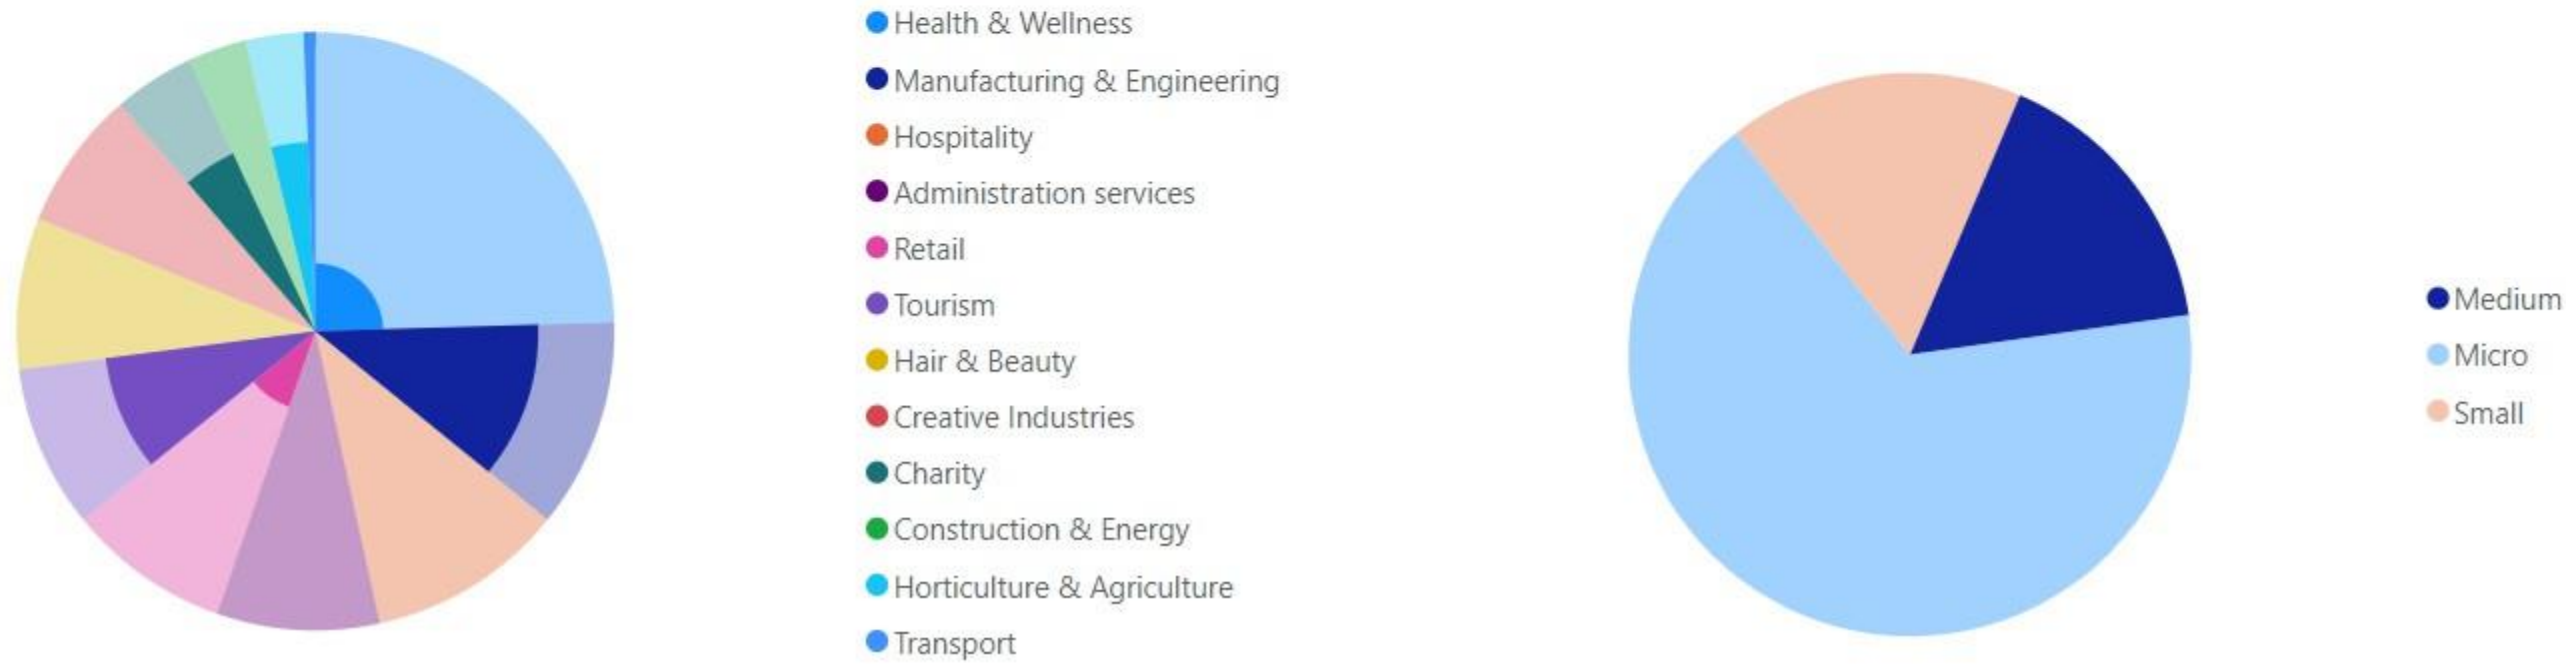 Health & Wellness
Manufacturing & Engineering
Hospitality
Administration services
Retail
Tourism
Hair & Beauty
Creative Industries
Charity
Construction & Energy
Horticulture & Agriculture
Transport
Medium
Micro
Small